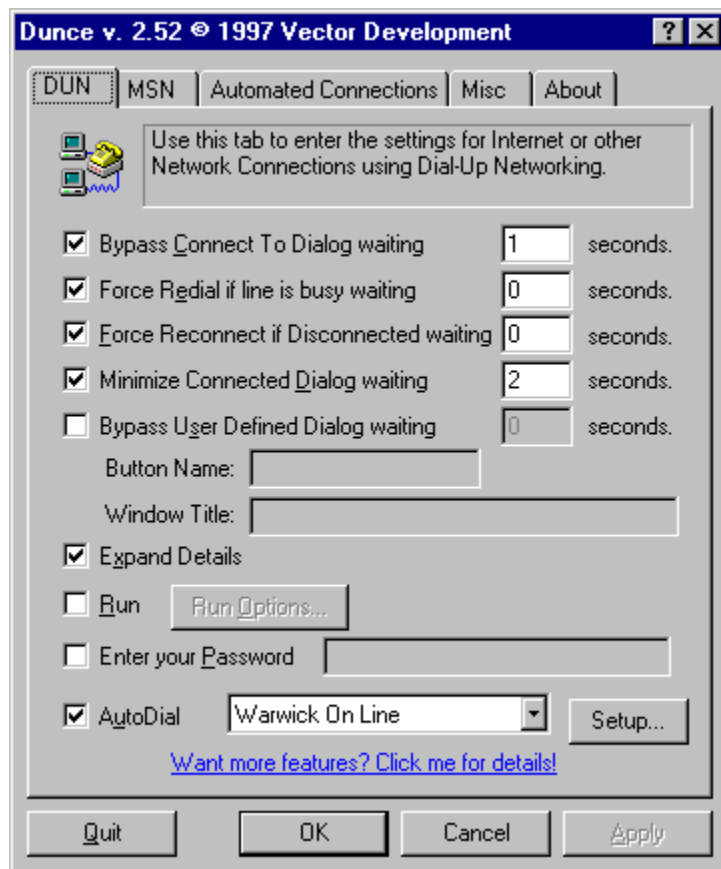 Dunce v. 2.52 © 1997 Vector Development
DUN MSN Automated Connections Misc About
Use this tab to enter the settings for Internet or other
Network Connections using Dial-Up Networking.
Bypass Connect To Dialog waiting 1 seconds.
Force Redial if line is busy waiting 0 seconds.
Force Reconnect if Disconnected waiting 0 seconds.
Minimize Connected Dialog waiting 2 seconds.
Bypass User Defined Dialog waiting 0 seconds.
Button Name:
Window Title:
Expand Details
Run Run Options...
Enter your Password
AutoDial Warwick On Line Setup...
Want more features? Click me for details!
Quit OK Cancel Apply